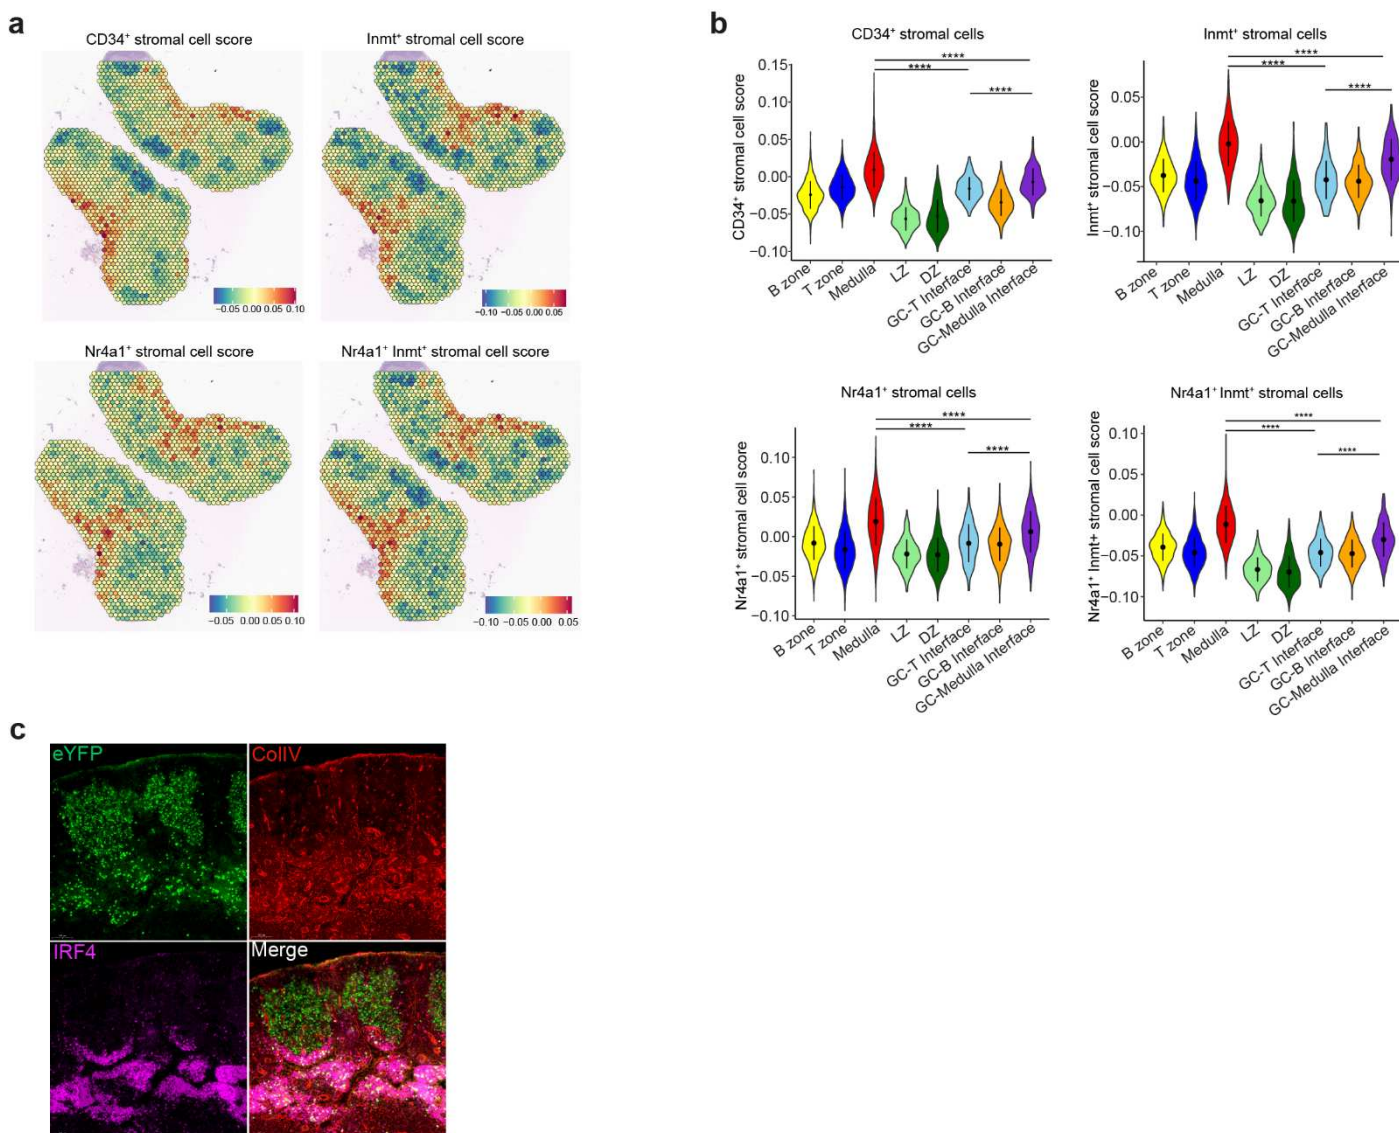 a
CD34⁺ stromal cell score
Inmt⁺ stromal cell score
−0.05 0.00 0.05 0.10
−0.10 −0.05 0.00 0.05
Nr4a1⁺ stromal cell score
Nr4a1⁺ Inmt⁺ stromal cell score
−0.05 0.00 0.05 0.10
−0.10 −0.05 0.00 0.05
b
CD34⁺ stromal cells
CD34⁺ stromal cell score
0.15
0.10
0.05
0.00
−0.05
−0.10
****
****
****
B zone
T zone
Medulla
LZ
DZ
GC-T Interface
GC-B Interface
GC-Medulla Interface
Inmt⁺ stromal cells
Inmt⁺ stromal cell score
0.05
0.00
−0.05
−0.10
****
****
****
B zone
T zone
Medulla
LZ
DZ
GC-T Interface
GC-B Interface
GC-Medulla Interface
Nr4a1⁺ stromal cells
Nr4a1⁺ stromal cell score
0.10
0.05
0.00
−0.05
−0.10
****
****
****
B zone
T zone
Medulla
LZ
DZ
GC-T Interface
GC-B Interface
GC-Medulla Interface
Nr4a1⁺ Inmt⁺ stromal cells
Nr4a1⁺ Inmt+ stromal cell score
0.10
0.05
0.00
−0.05
−0.10
****
****
****
B zone
T zone
Medulla
LZ
DZ
GC-T Interface
GC-B Interface
GC-Medulla Interface
c
eYFP
ColIV
IRF4
Merge